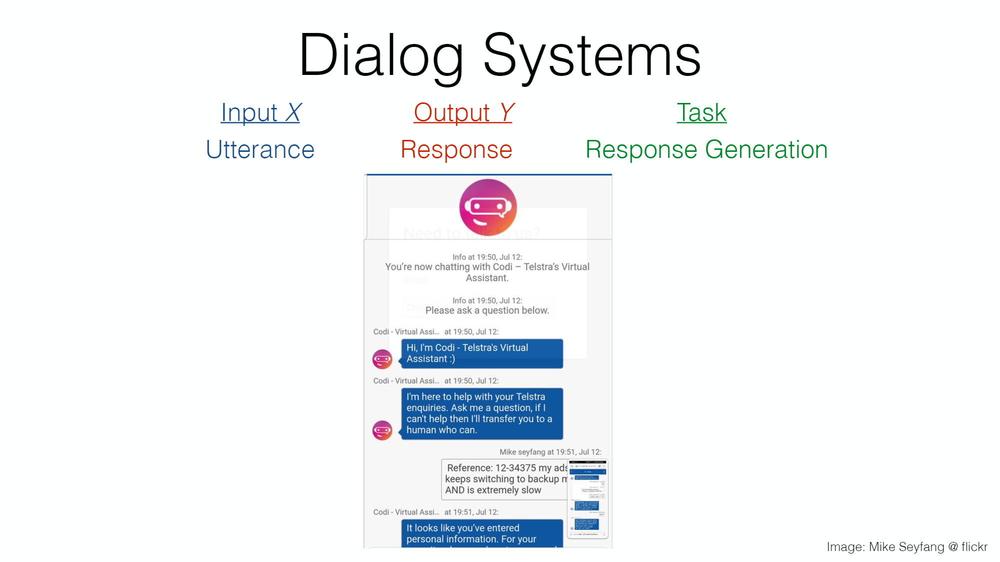 Dialog Systems
Input X Output Y Task
Utterance Response Response Generation
Need to talk to us?
Info at 19:50, Jul 12:
You're now chatting with Codi – Telstra's Virtual
Assistant.
about
Info at 19:50, Jul 12:
Please ask a question below.
Codi - Virtual Assi... at 19:50, Jul 12:
Hi, I'm Codi - Telstra's Virtual
Assistant :)
Codi - Virtual Assi... at 19:50, Jul 12:
I'm here to help with your Telstra
enquiries. Ask me a question, if I
can't help then I'll transfer you to a
human who can.
Mike seyfang at 19:51, Jul 12:
Reference: 12-34375 my ads
keeps switching to backup
AND is extremely slow
Codi - Virtual Assi... at 19:51, Jul 12:
It looks like you've entered
personal information. For your
Image: Mike Seyfang @ flickr